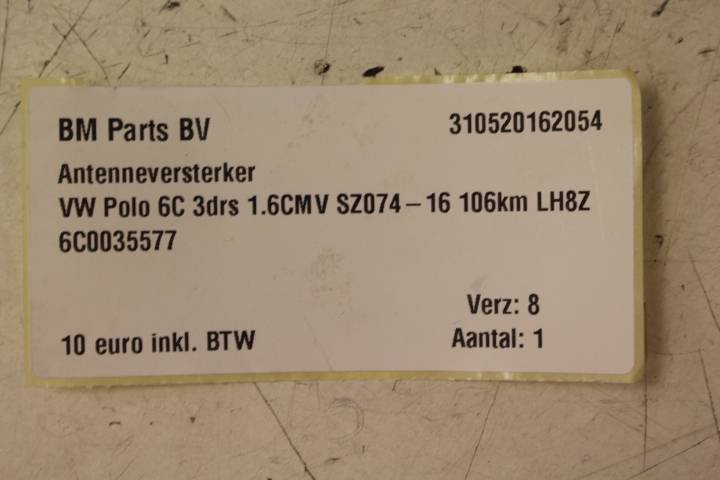 BM Parts BV 310520162054
Antenneversterker
VW Polo 6C 3drs 1.6CMV SZ074-16 106km LH8Z
6C0035577
Verz: 8
10 euro inkl. BTW Aantal: 1